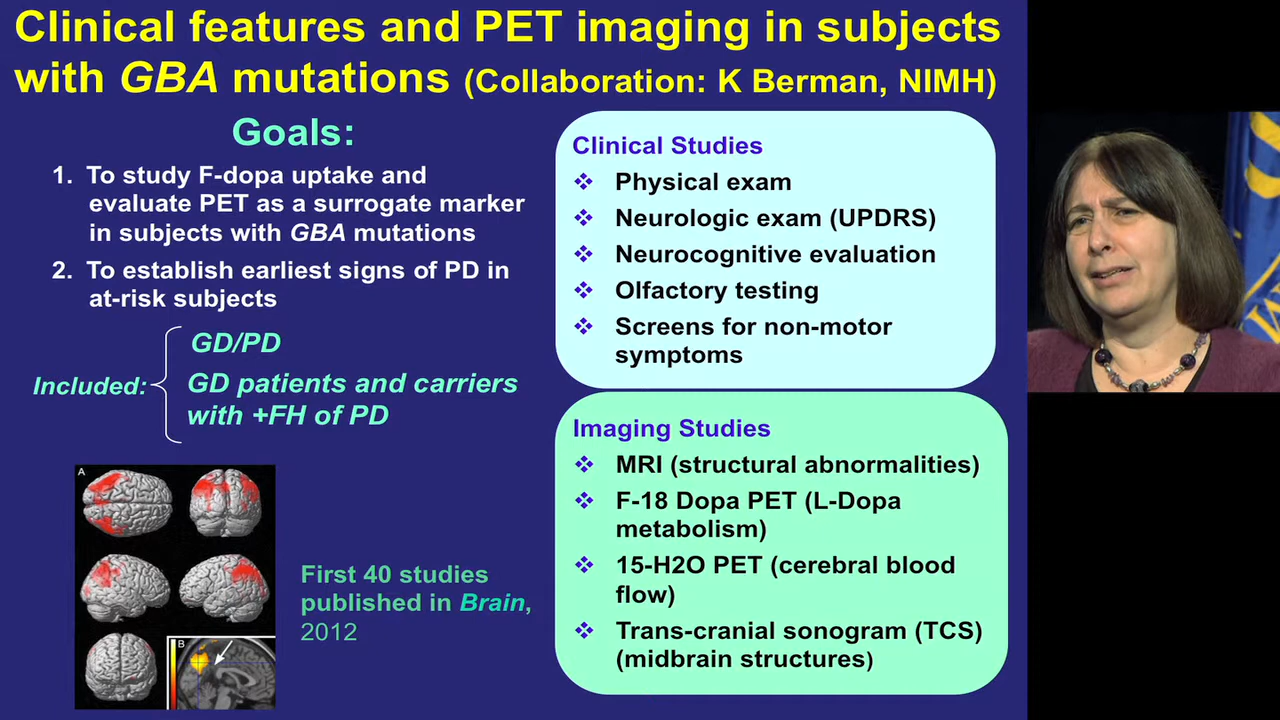 Clinical features and PET imaging in subjects
with GBA mutations (Collaboration: K Berman, NIMH)
Goals:
1. To study F-dopa uptake and
evaluate PET as a surrogate marker
in subjects with GBA mutations
2. To establish earliest signs of PD in
at-risk subjects
Included:
GD/PD
GD patients and carriers
with +FH of PD
A
B
First 40 studies
published in Brain,
2012
Clinical Studies
❖ Physical exam
❖ Neurologic exam (UPDRS)
❖ Neurocognitive evaluation
❖ Olfactory testing
❖ Screens for non-motor
symptoms
Imaging Studies
❖ MRI (structural abnormalities)
❖ F-18 Dopa PET (L-Dopa
metabolism)
❖ 15-H2O PET (cerebral blood
flow)
❖ Trans-cranial sonogram (TCS)
(midbrain structures)